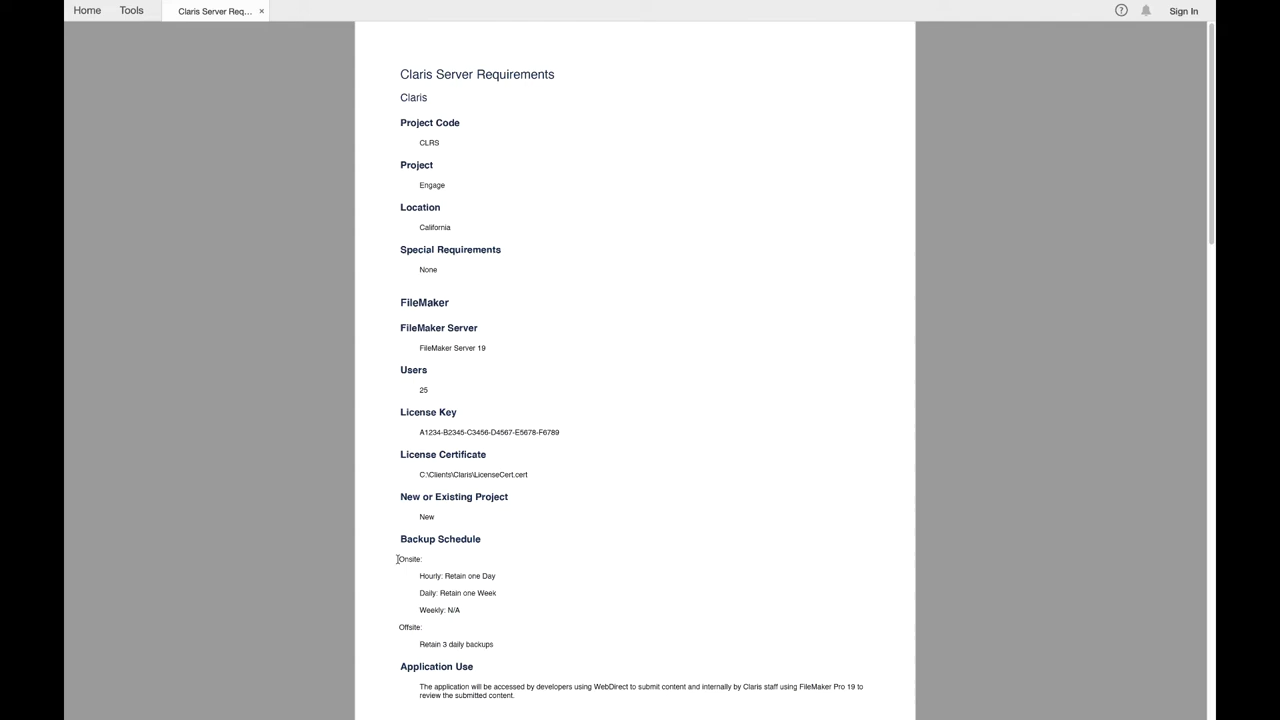 Home Tools Claris Server Req... × ? Sign In
Claris Server Requirements
Claris
Project Code
CLRS
Project
Engage
Location
California
Special Requirements
None
FileMaker
FileMaker Server
FileMaker Server 19
Users
25
License Key
A1234-B2345-C3456-D4567-E5678-F6789
License Certificate
C:\Clients\Claris\LicenseCert.cert
New or Existing Project
New
Backup Schedule
Onsite:
Hourly: Retain one Day
Daily: Retain one Week
Weekly: N/A
Offsite:
Retain 3 daily backups
Application Use
The application will be accessed by developers using WebDirect to submit content and internally by Claris staff using FileMaker Pro 19 to
review the submitted content.